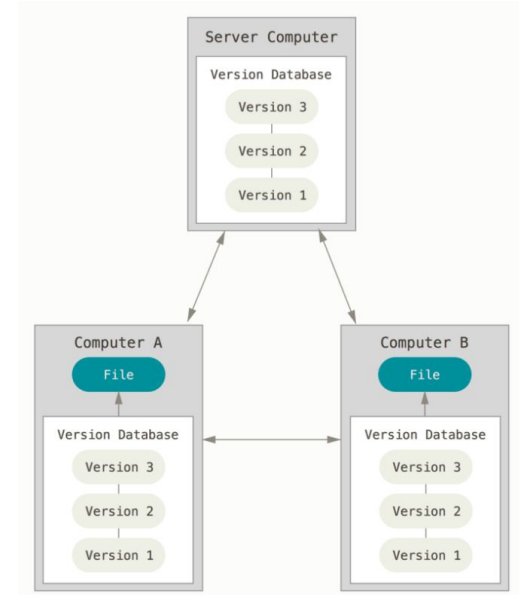 Server Computer
Version Database
Version 3
Version 2
Version 1
Computer A
File
Version Database
Version 3
Version 2
Version 1
Computer B
File
Version Database
Version 3
Version 2
Version 1